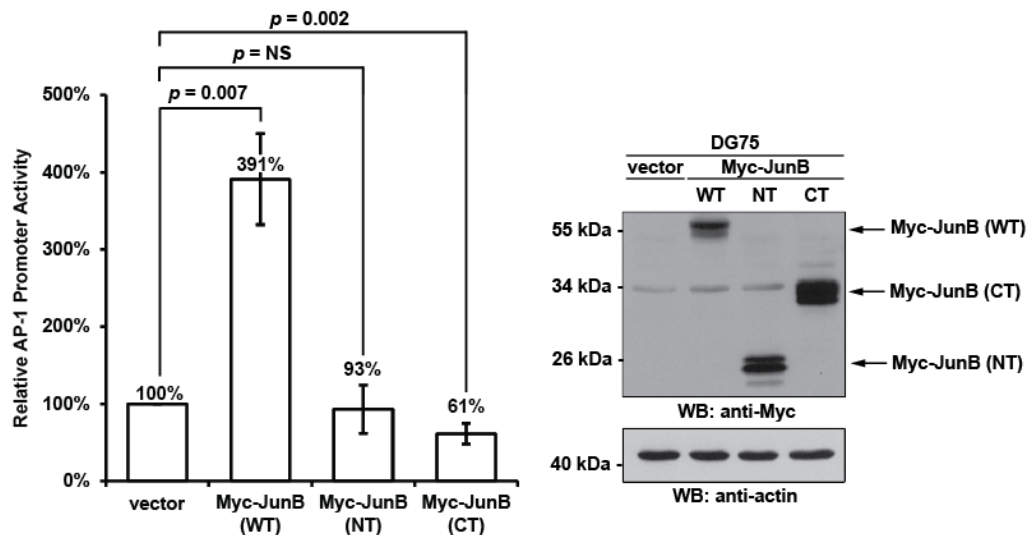 p = 0.002
p = NS
p = 0.007
500%
400%
300%
200%
100%
0%
Relative AP-1 Promoter Activity
100%
391%
93%
61%
vector
Myc-JunB
(WT)
Myc-JunB
(NT)
Myc-JunB
(CT)
DG75
vector
Myc-JunB
WT NT CT
55 kDa
34 kDa
26 kDa
Myc-JunB (WT)
Myc-JunB (CT)
Myc-JunB (NT)
WB: anti-Myc
40 kDa
WB: anti-actin